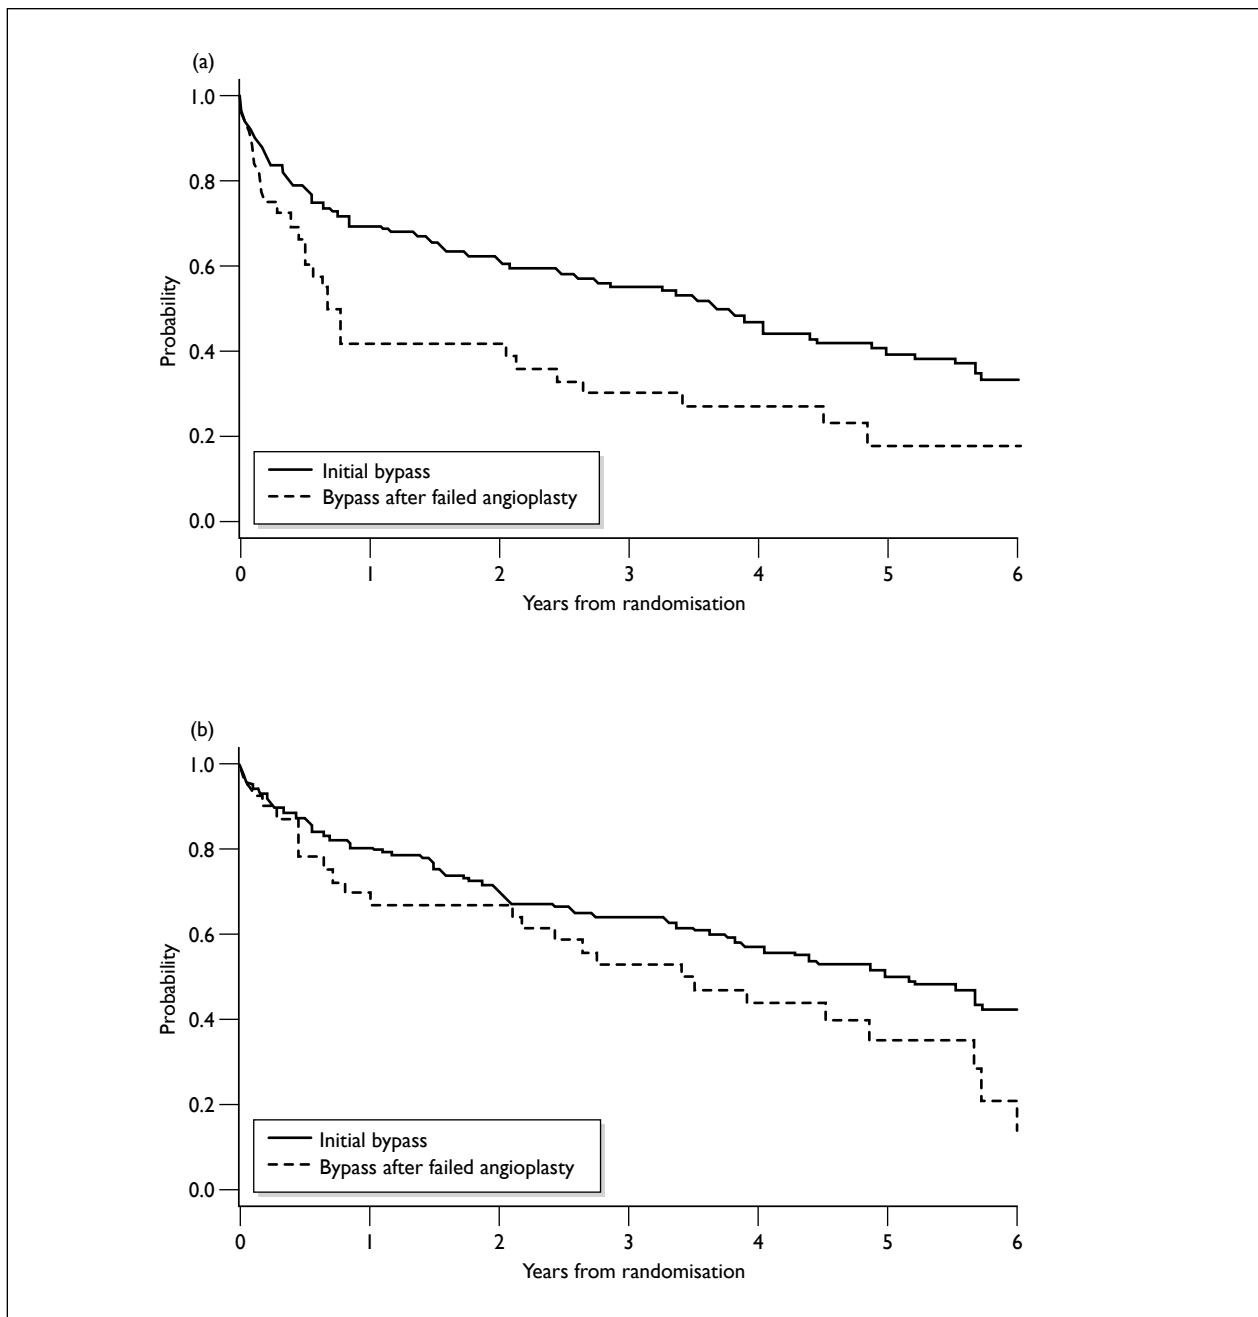 (a)
1.0
0.8
0.6
0.4
0.2
0.0
Probability
Initial bypass
Bypass after failed angioplasty
0 1 2 3 4 5 6
Years from randomisation
(b)
1.0
0.8
0.6
0.4
0.2
0.0
Probability
Initial bypass
Bypass after failed angioplasty
0 1 2 3 4 5 6
Years from randomisation